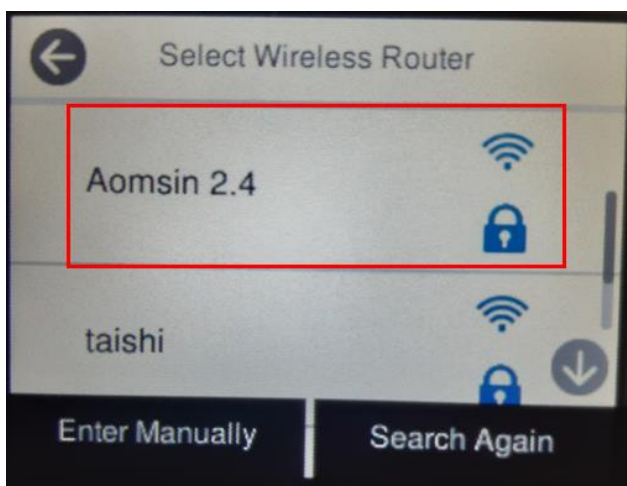 Select Wireless Router
Aomsin 2.4
taishi
Enter Manually
Search Again